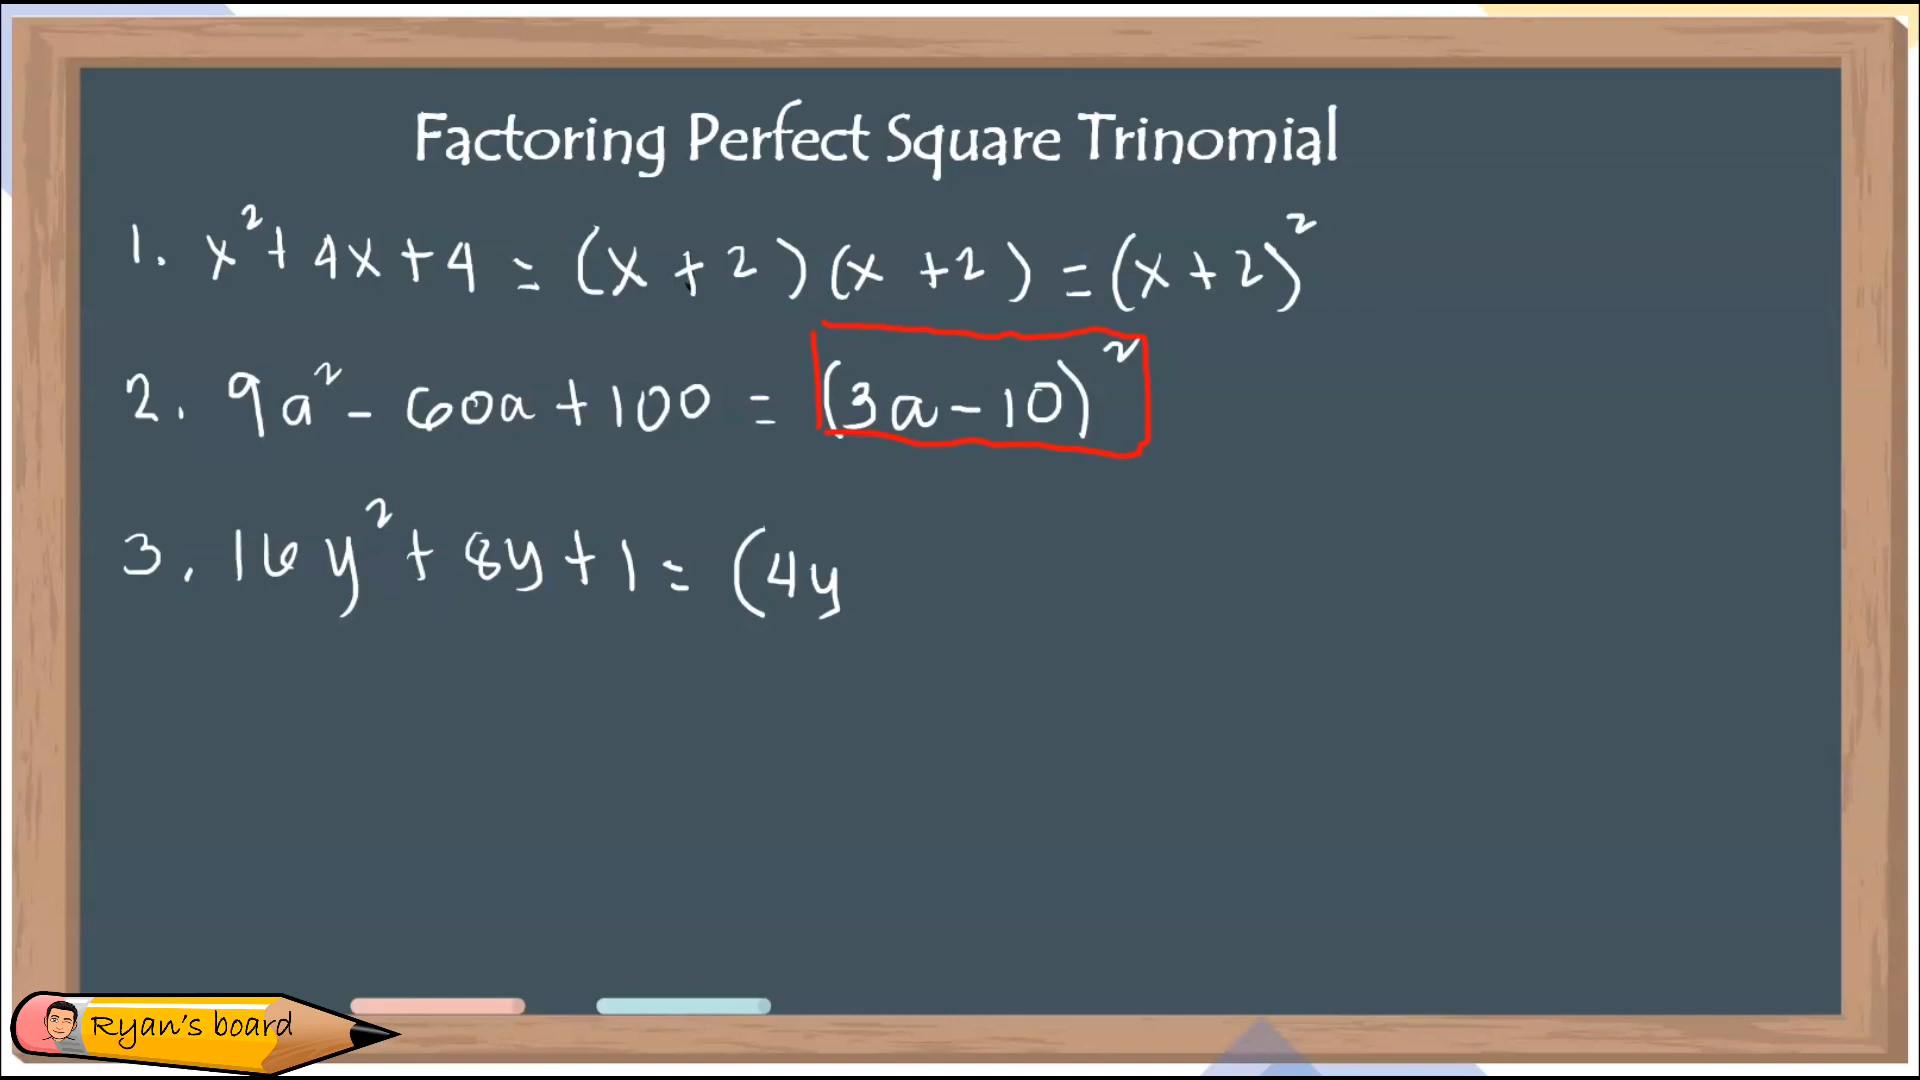 Factoring Perfect Square Trinomial
1. x² + 4x + 4 = (x + 2)(x + 2) = (x + 2)²
2. 9a² - 60a + 100 = (3a - 10)²
3. 16y² + 8y + 1 = (4y
Ryan's board